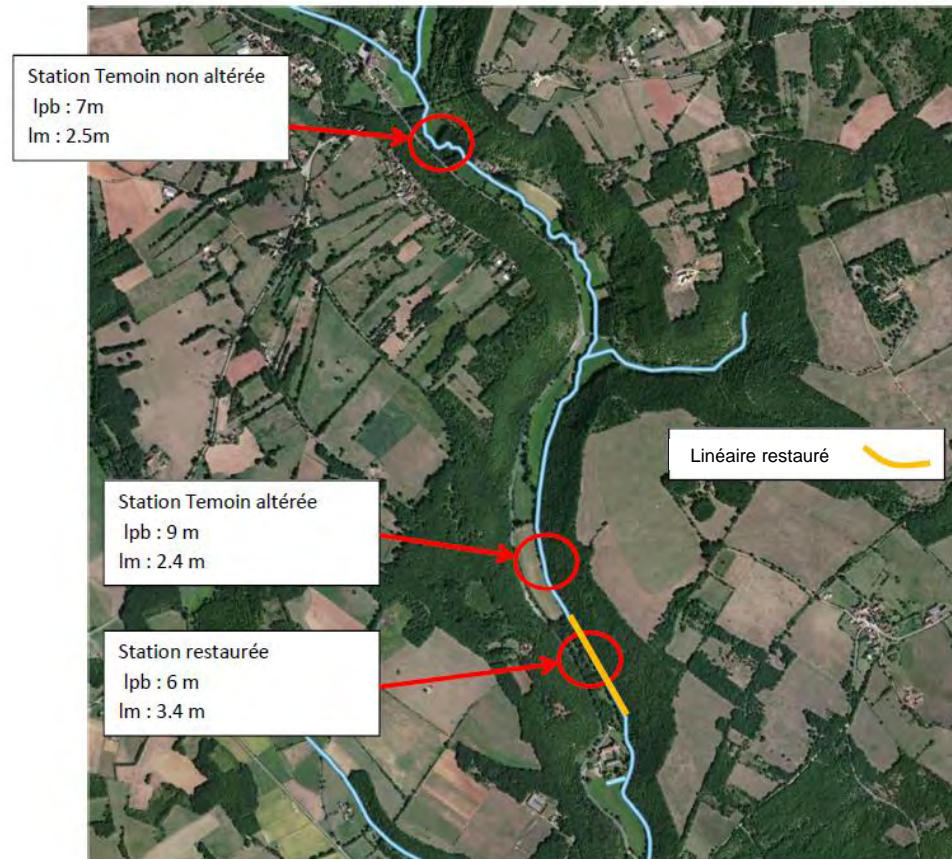 Station Temoin non altérée
lpb : 7m
lm : 2.5m
Linéaire restauré
Station Temoin altérée
lpb : 9 m
lm : 2.4 m
Station restaurée
lpb : 6 m
lm : 3.4 m